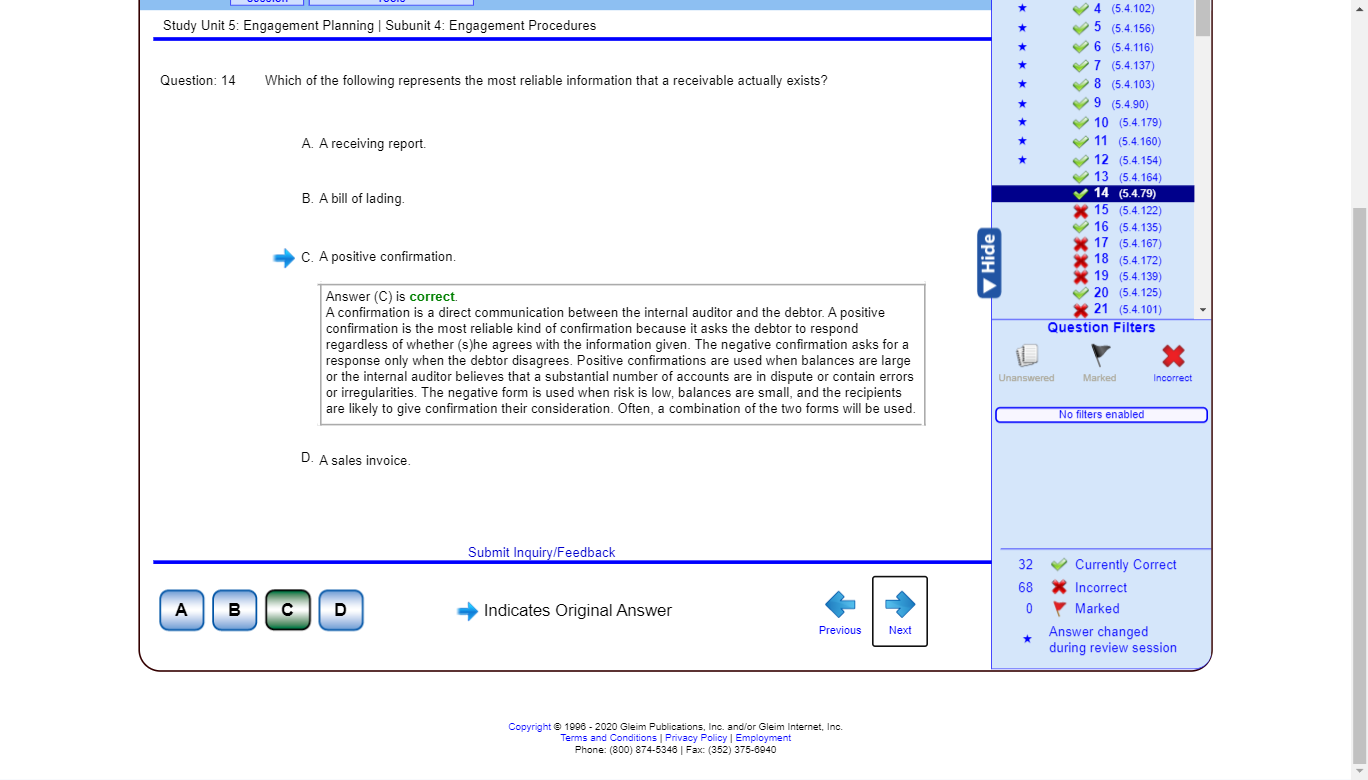 Session
Tools
Study Unit 5: Engagement Planning | Subunit 4: Engagement Procedures
Question: 14 Which of the following represents the most reliable information that a receivable actually exists?
A. A receiving report.
B. A bill of lading.
C. A positive confirmation.
Answer (C) is correct.
A confirmation is a direct communication between the internal auditor and the debtor. A positive
confirmation is the most reliable kind of confirmation because it asks the debtor to respond
regardless of whether (s)he agrees with the information given. The negative confirmation asks for a
response only when the debtor disagrees. Positive confirmations are used when balances are large
or the internal auditor believes that a substantial number of accounts are in dispute or contain errors
or irregularities. The negative form is used when risk is low, balances are small, and the recipients
are likely to give confirmation their consideration. Often, a combination of the two forms will be used.
D. A sales invoice.
Submit Inquiry/Feedback
A B C D
Indicates Original Answer
Previous
Next
4 (5.4.102)
5 (5.4.156)
6 (5.4.116)
7 (5.4.137)
8 (5.4.103)
9 (5.4.90)
10 (5.4.179)
11 (5.4.160)
12 (5.4.154)
13 (5.4.164)
14 (5.4.79)
15 (5.4.122)
16 (5.4.135)
17 (5.4.167)
18 (5.4.172)
19 (5.4.139)
20 (5.4.125)
21 (5.4.101)
Hide
Question Filters
Unanswered
Marked
Incorrect
No filters enabled
32 Currently Correct
68 Incorrect
0 Marked
Answer changed
during review session
Copyright © 1996 - 2020 Gleim Publications, Inc. and/or Gleim Internet, Inc.
Terms and Conditions | Privacy Policy | Employment
Phone: (800) 874-5346 | Fax: (352) 375-6940